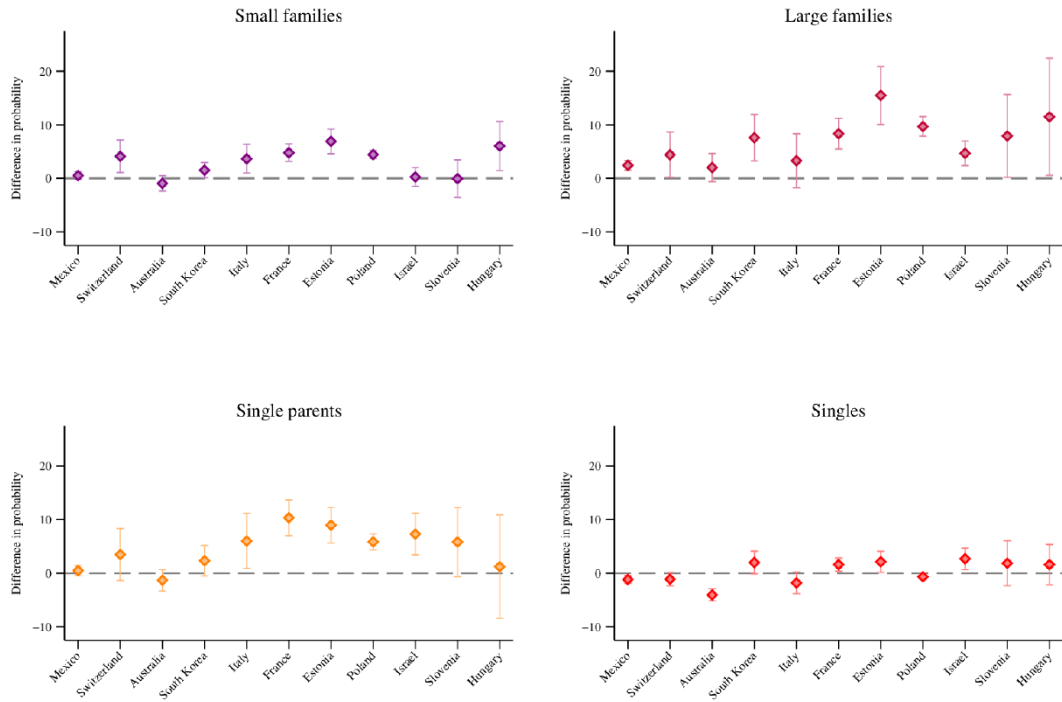 Small families
Difference in probability
20
10
0
−10
Mexico
Switzerland
Australia
South Korea
Italy
France
Estonia
Poland
Israel
Slovenia
Hungary
Large families
Difference in probability
20
10
0
−10
Mexico
Switzerland
Australia
South Korea
Italy
France
Estonia
Poland
Israel
Slovenia
Hungary
Single parents
Difference in probability
20
10
0
−10
Mexico
Switzerland
Australia
South Korea
Italy
France
Estonia
Poland
Israel
Slovenia
Hungary
Singles
Difference in probability
20
10
0
−10
Mexico
Switzerland
Australia
South Korea
Italy
France
Estonia
Poland
Israel
Slovenia
Hungary